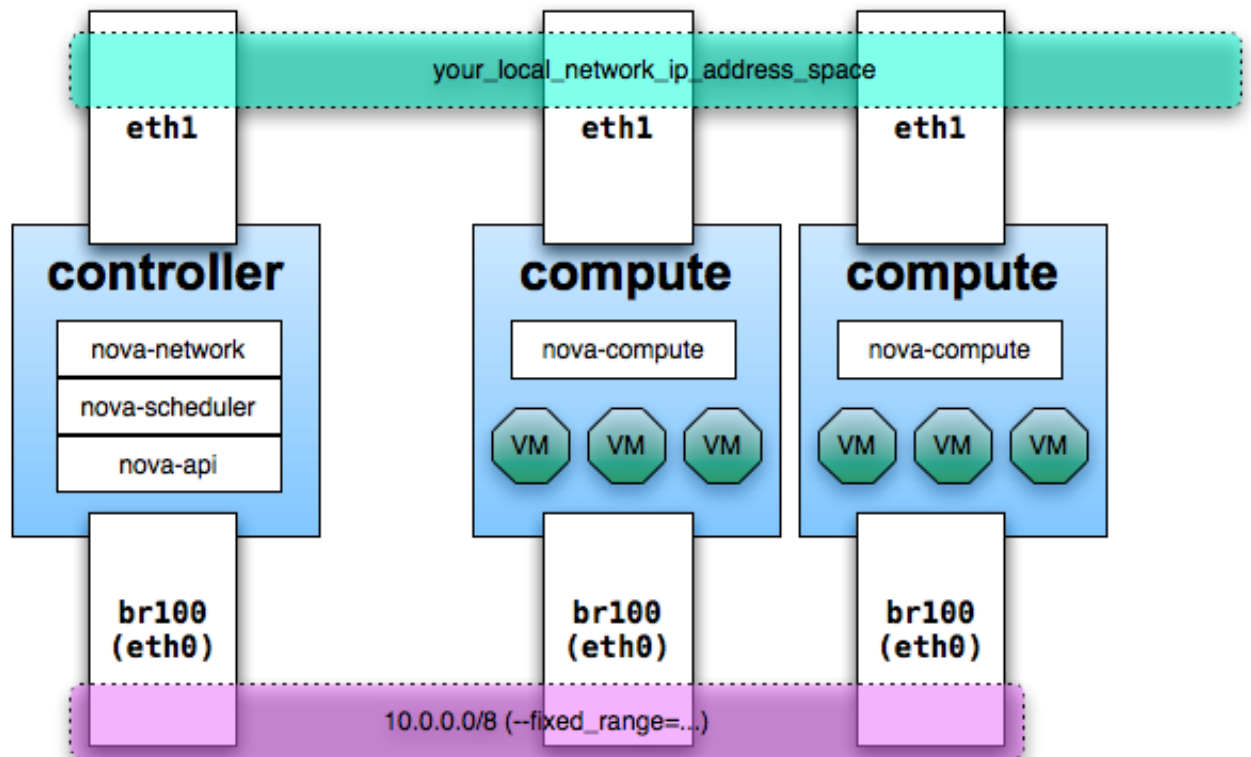 your_local_network_ip_address_space
eth1
eth1
eth1
controller
compute
compute
nova-network
nova-compute
nova-compute
nova-scheduler
nova-api
VM
VM
VM
VM
VM
VM
br100
(eth0)
br100
(eth0)
br100
(eth0)
10.0.0.0/8 (--fixed_range=...)